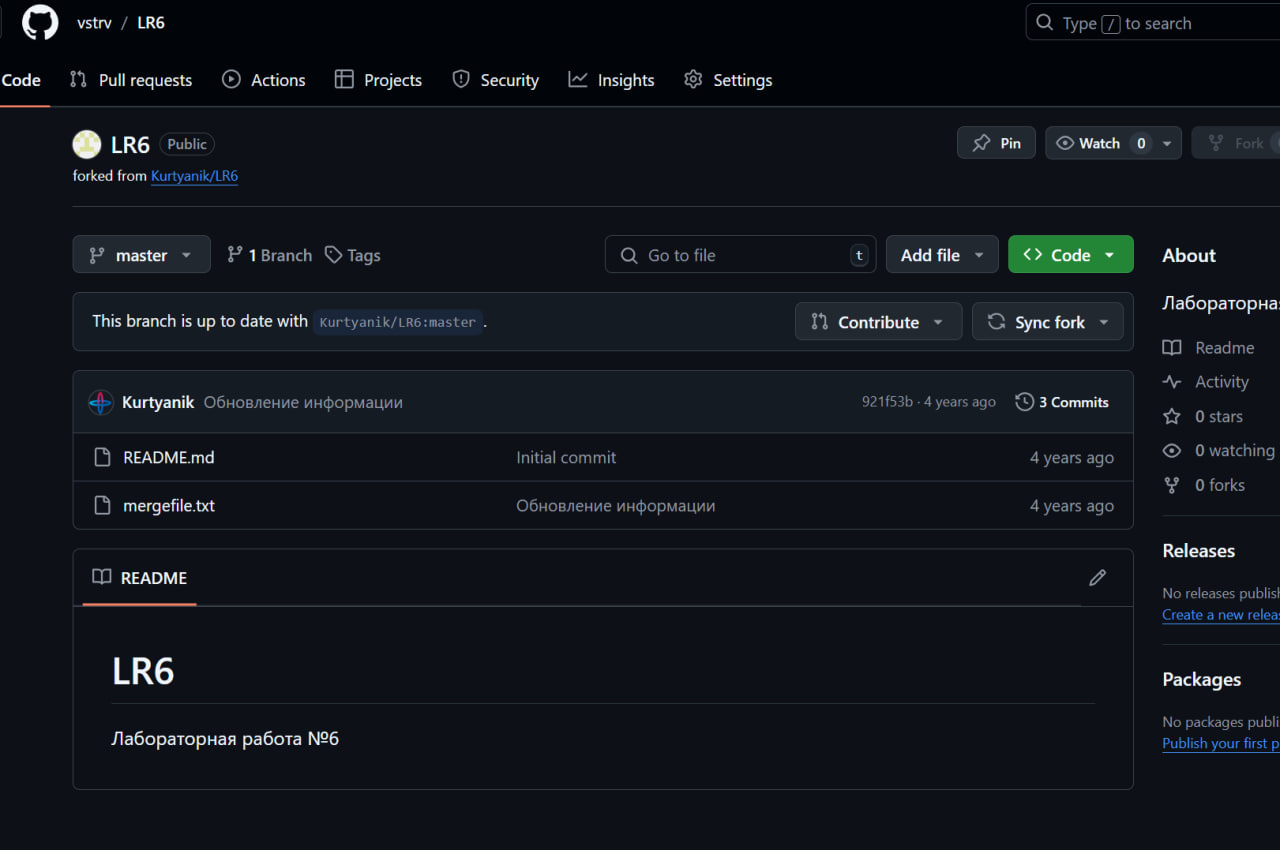 vstrv / LR6
Type / to search
Code Pull requests Actions Projects Security Insights Settings
LR6 Public
Pin Watch 0 Fork
forked from Kurtyanik/LR6
master 1 Branch Tags
Go to file t Add file Code
This branch is up to date with Kurtyanik/LR6:master .
Contribute Sync fork
Kurtyanik Обновление информации 921f53b · 4 years ago 3 Commits
README.md Initial commit 4 years ago
mergefile.txt Обновление информации 4 years ago
README
LR6
Лабораторная работа №6
About
Лабораторна
Readme
Activity
0 stars
0 watching
0 forks
Releases
No releases publish
Create a new releas
Packages
No packages publi
Publish your first p